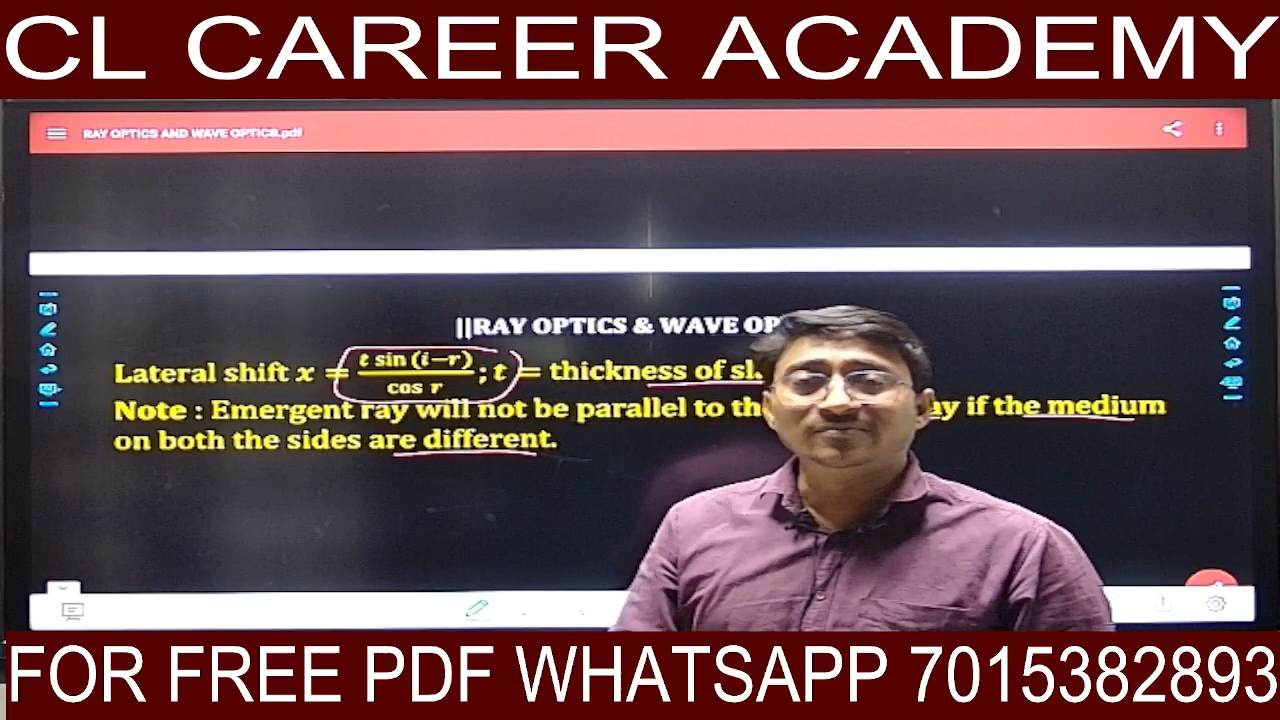 CL CAREER ACADEMY
RAY OPTICS AND WAVE OPTICS.pdf
||RAY OPTICS & WAVE OP
Lateral shift x = t sin (i−r) / cos r ; t = thickness of sl.
Note : Emergent ray will not be parallel to th ay if the medium
on both the sides are different.
FOR FREE PDF WHATSAPP 7015382893